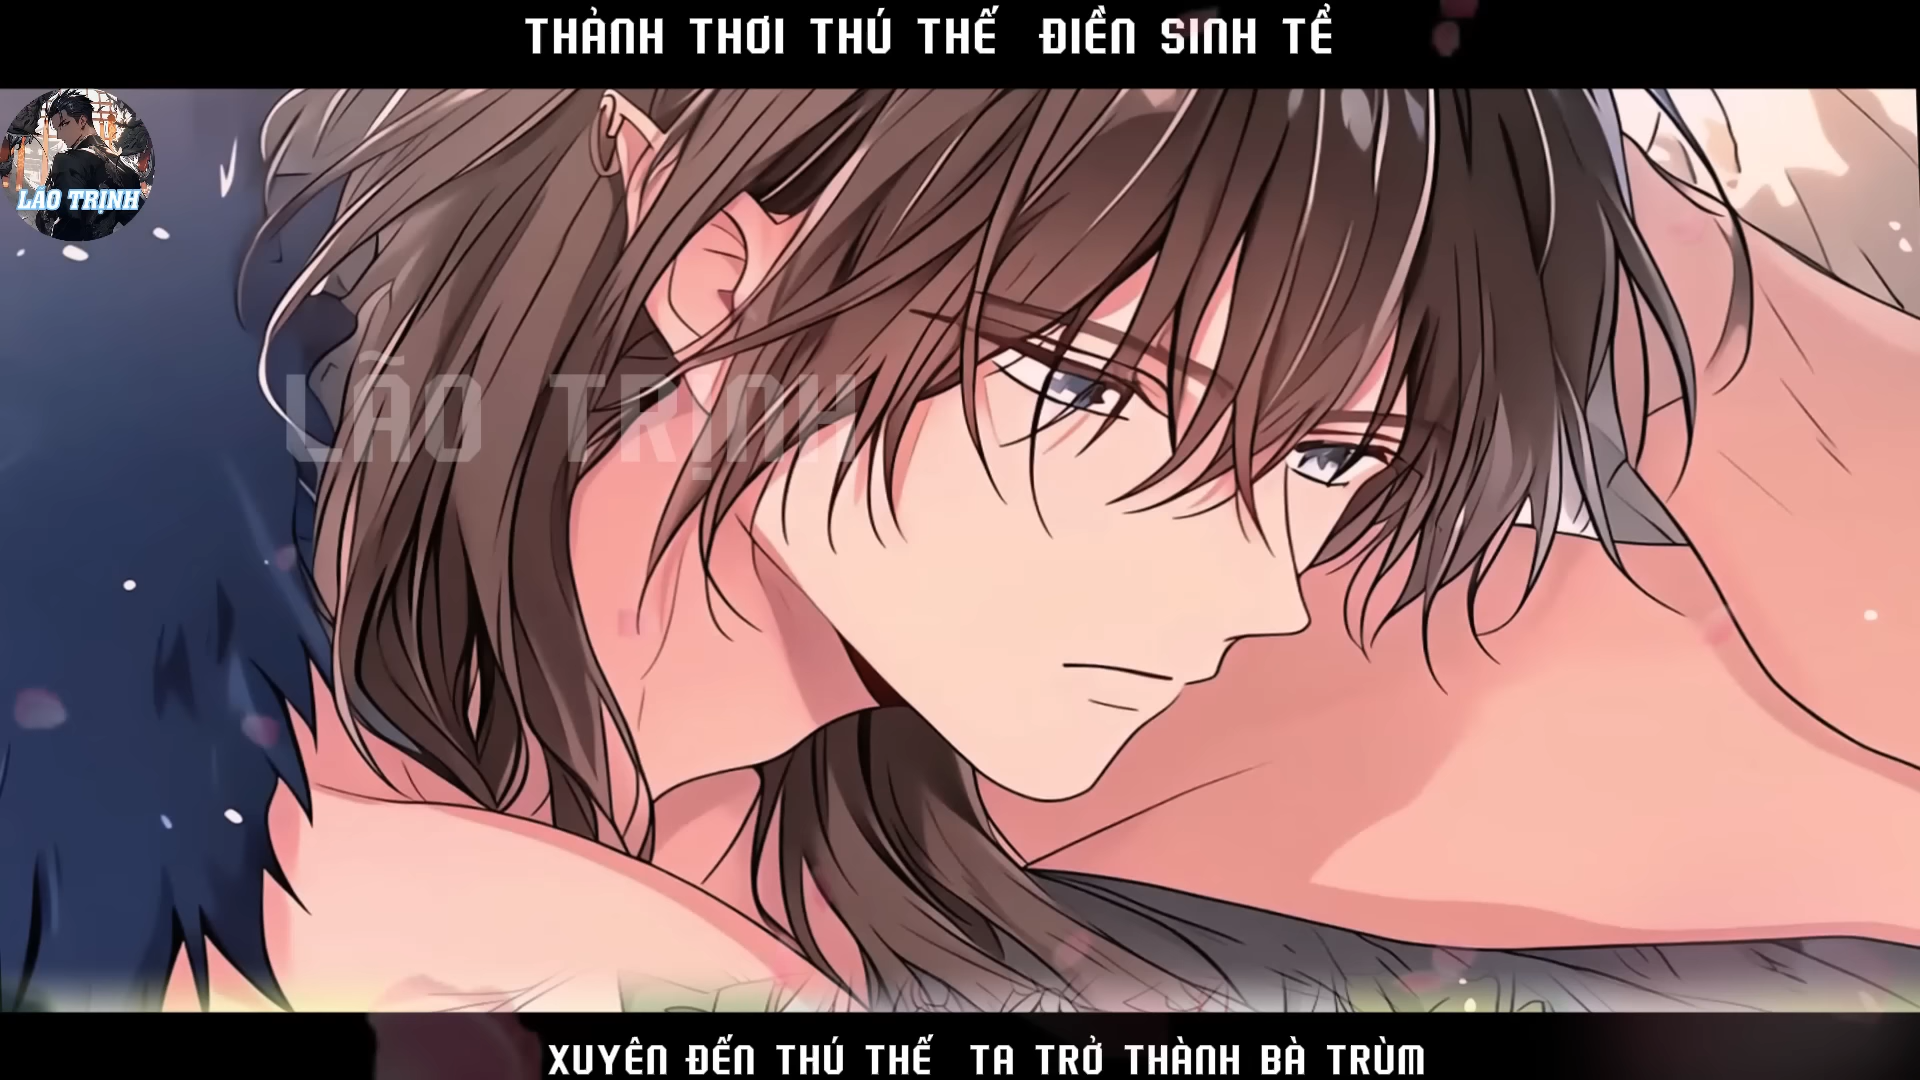 THẢNH THƠI THÚ THẾ ĐIỀN SINH TỂ
LÃO TRỊNH
LÃO TRỊNH
XUYÊN ĐẾN THÚ THẾ TA TRỞ THÀNH BÀ TRÙM